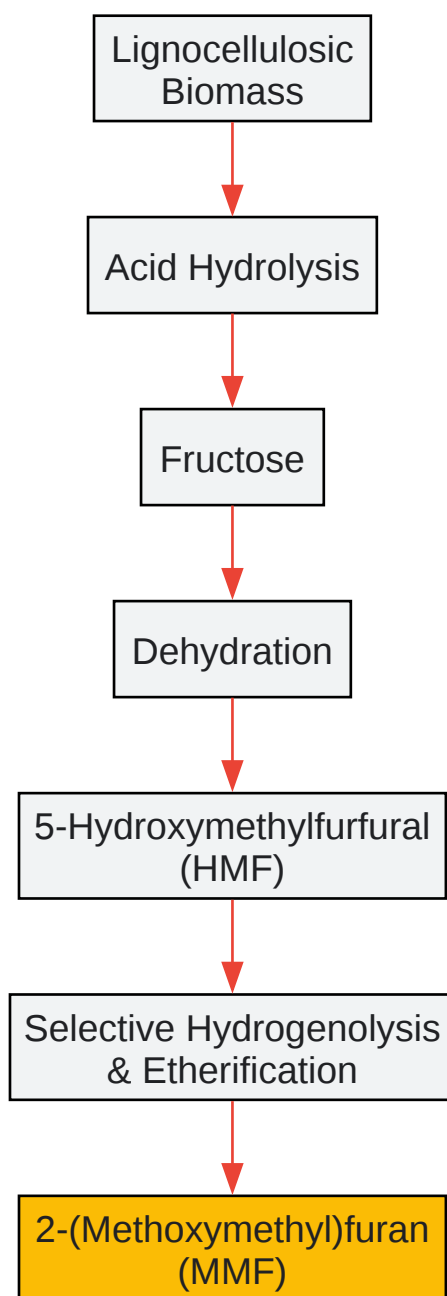 Lignocellulosic
Biomass
Acid Hydrolysis
Fructose
Dehydration
5-Hydroxymethylfurfural
(HMF)
Selective Hydrogenolysis
& Etherification
2-(Methoxymethyl)furan
(MMF)